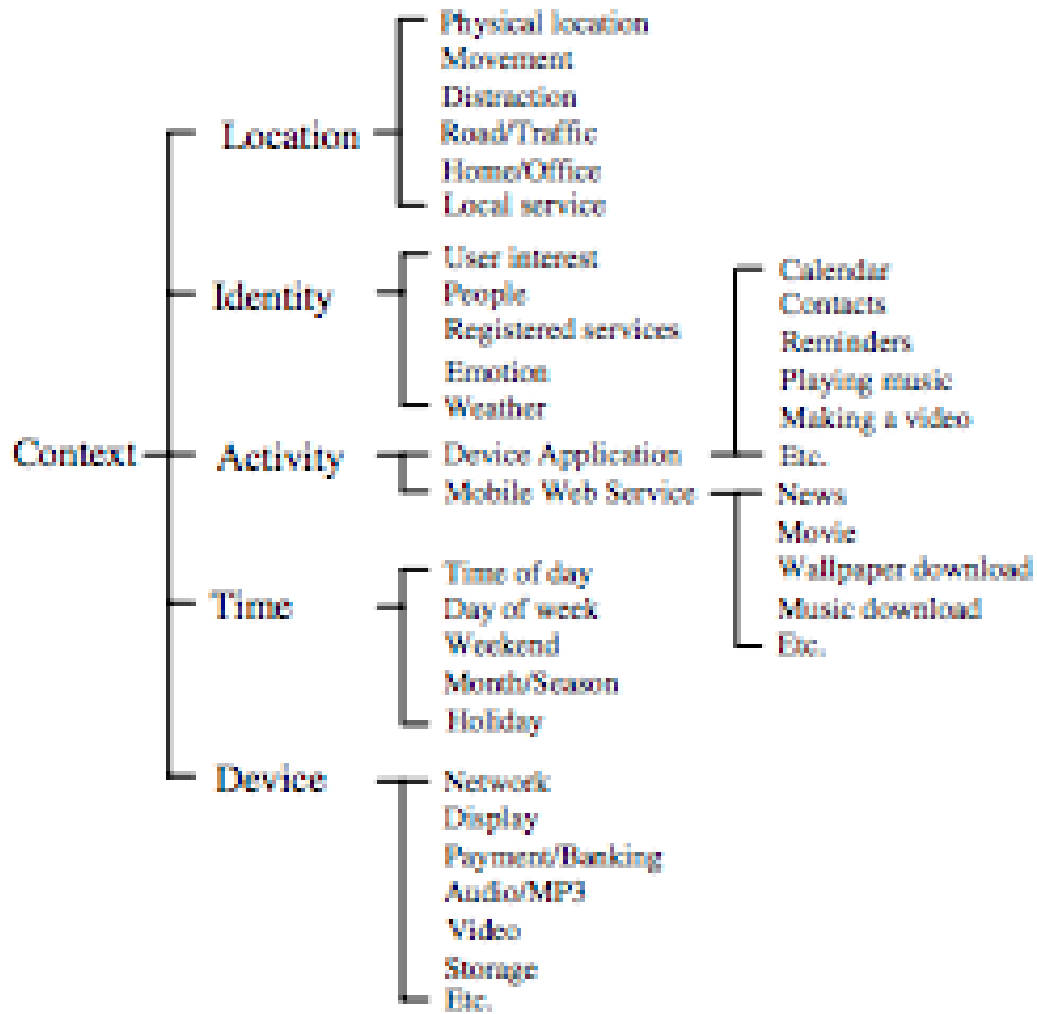 Context
Location
Physical location
Movement
Distraction
Road/Traffic
Home/Office
Local service
Identity
User interest
People
Registered services
Emotion
Weather
Activity
Device Application
Calendar
Contacts
Reminders
Playing music
Making a video
Etc.
Mobile Web Service
News
Movie
Wallpaper download
Music download
Etc.
Time
Time of day
Day of week
Weekend
Month/Season
Holiday
Device
Network
Display
Payment/Banking
Audio/MP3
Video
Storage
Etc.